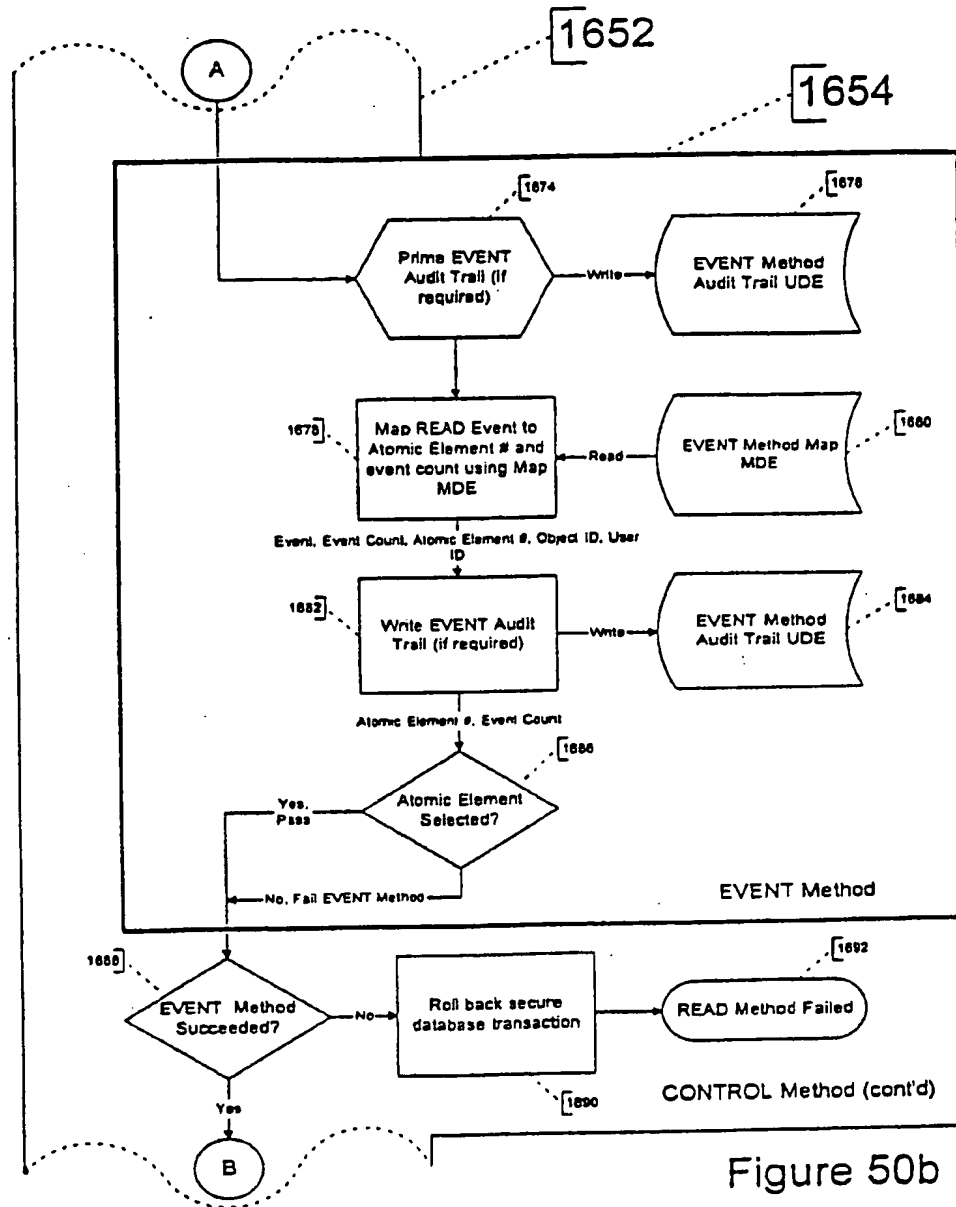 1652
A
1654
1674
1676
Prime EVENT
Audit Trail (if
required)
Write
EVENT Method
Audit Trail UDE
1678
Map READ Event to
Atomic Element # and
event count using Map
MDE
Read
EVENT Method Map
MDE
1680
Event, Event Count, Atomic Element #, Object ID, User
ID
1682
Write EVENT Audit
Trail (if required)
Write
EVENT Method
Audit Trail UDE
1684
Atomic Element #, Event Count
1686
Yes,
Pass
Atomic Element
Selected?
No, Fail EVENT Method
EVENT Method
1688
EVENT Method
Succeeded?
No
Roll back secure
database transaction
1692
READ Method Failed
1690
CONTROL Method (cont'd)
Yes
B
Figure 50b